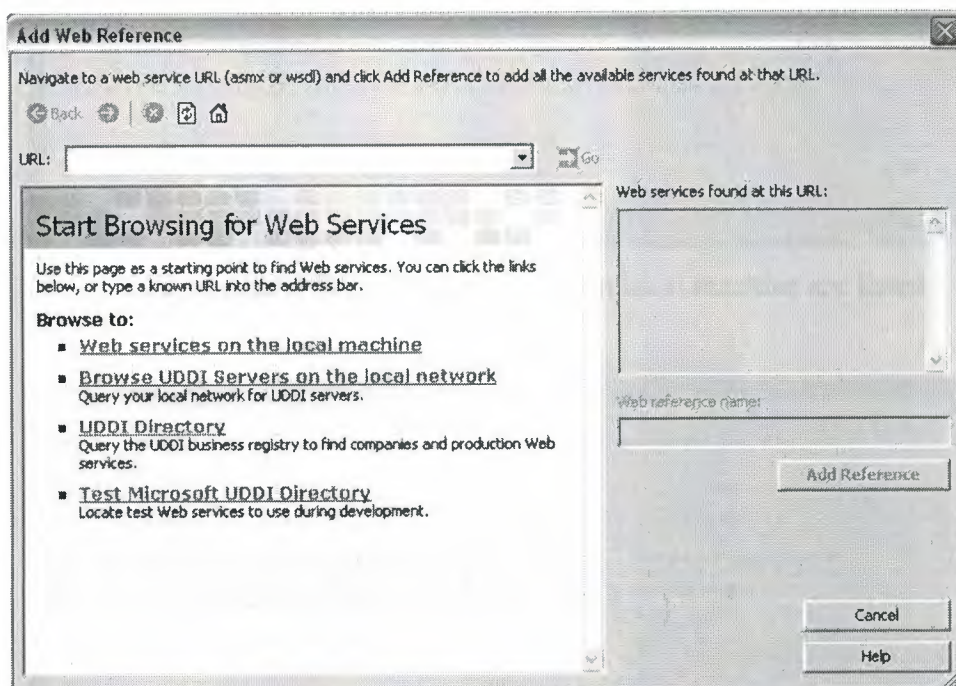 Add Web Reference
Navigate to a web service URL (asmx or wsdl) and click Add Reference to add all the available services found at that URL.
Back
URL:
Go
Start Browsing for Web Services
Use this page as a starting point to find Web services. You can click the links
below, or type a known URL into the address bar.
Browse to:
Web services on the local machine
Browse UDDI Servers on the local network
Query your local network for UDDI servers.
UDDI Directory
Query the UDDI business registry to find companies and production Web
services.
Test Microsoft UDDI Directory
Locate test Web services to use during development.
Web services found at this URL:
Web reference name:
Add Reference
Cancel
Help